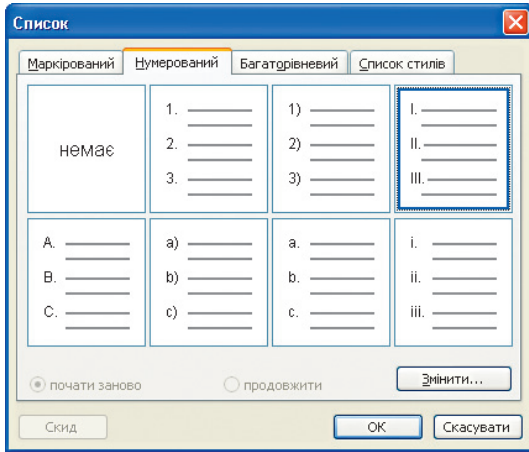 Список
Маркірований Нумерований Багаторівневий Список стилів
немає
1.
2.
3.
1)
2)
3)
I.
II.
III.
A.
B.
C.
a)
b)
c)
a.
b.
c.
i.
ii.
iii.
почати заново продовжити Змінити...
Скид ОК Скасувати